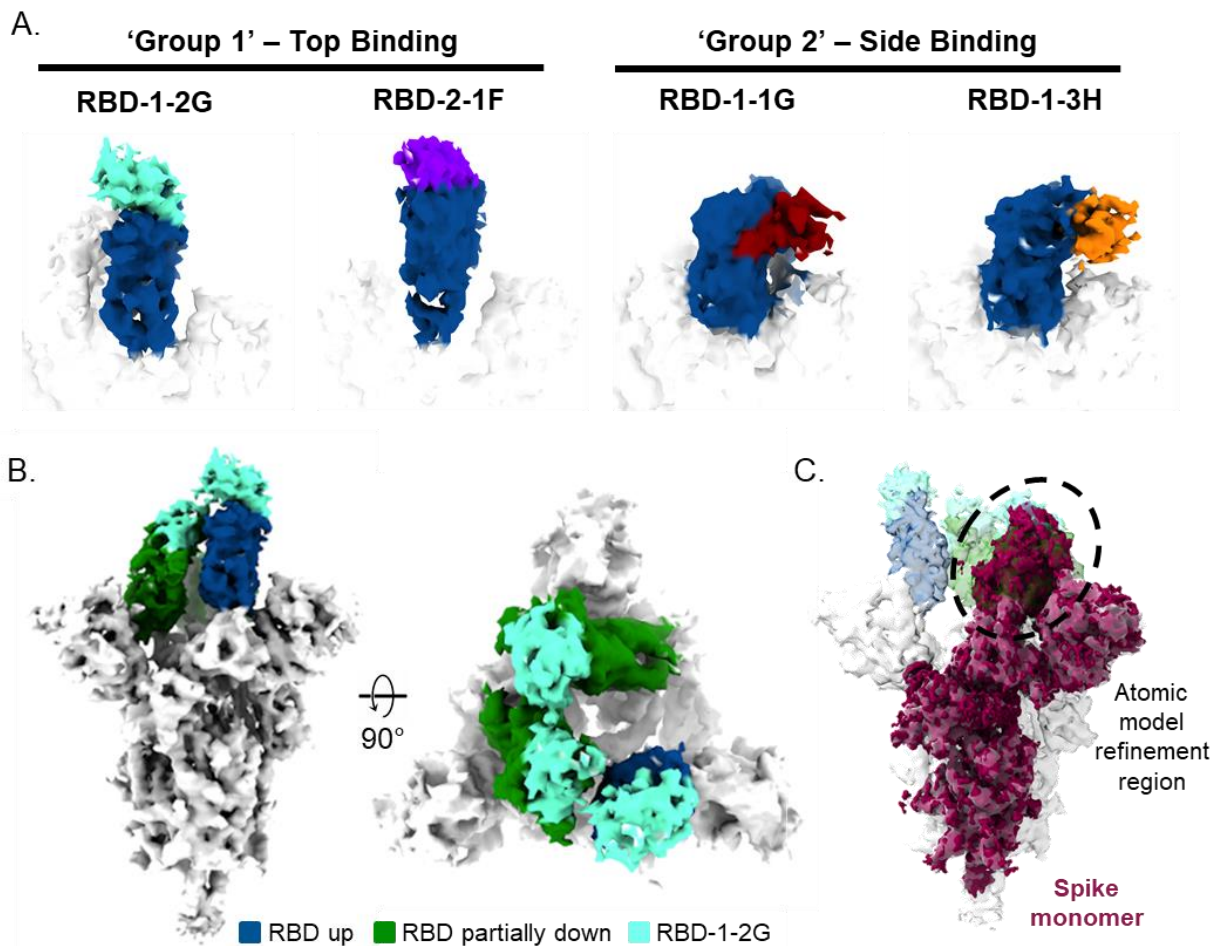 A.
‘Group 1’ – Top Binding
‘Group 2’ – Side Binding
RBD-1-2G
RBD-2-1F
RBD-1-1G
RBD-1-3H
B.
90°
C.
Atomic
model
refinement
region
Spike
monomer
RBD up
RBD partially down
RBD-1-2G